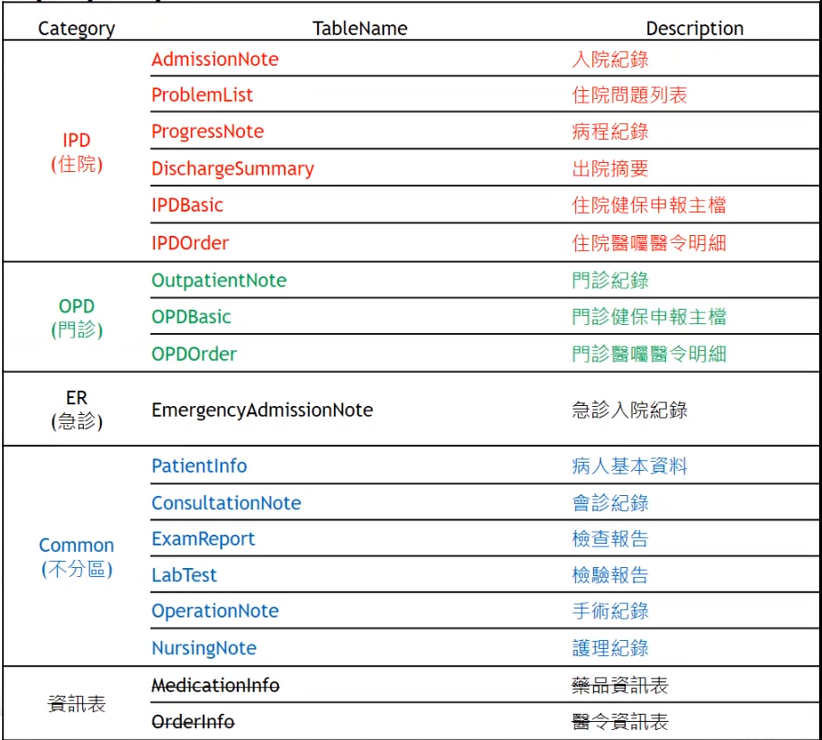 Category TableName Description
IPD
(住院)
AdmissionNote 入院紀錄
ProblemList 住院問題列表
ProgressNote 病程紀錄
DischargeSummary 出院摘要
IPDBasic 住院健保申報主檔
IPDOrder 住院醫囑醫令明細
OPD
(門診)
OutpatientNote 門診紀錄
OPDBasic 門診健保申報主檔
OPDOrder 門診醫囑醫令明細
ER
(急診)
EmergencyAdmissionNote 急診入院紀錄
Common
(不分區)
PatientInfo 病人基本資料
ConsultationNote 會診紀錄
ExamReport 檢查報告
LabTest 檢驗報告
OperationNote 手術紀錄
NursingNote 護理紀錄
資訊表
MedicationInfo 藥品資訊表
OrderInfo 醫令資訊表